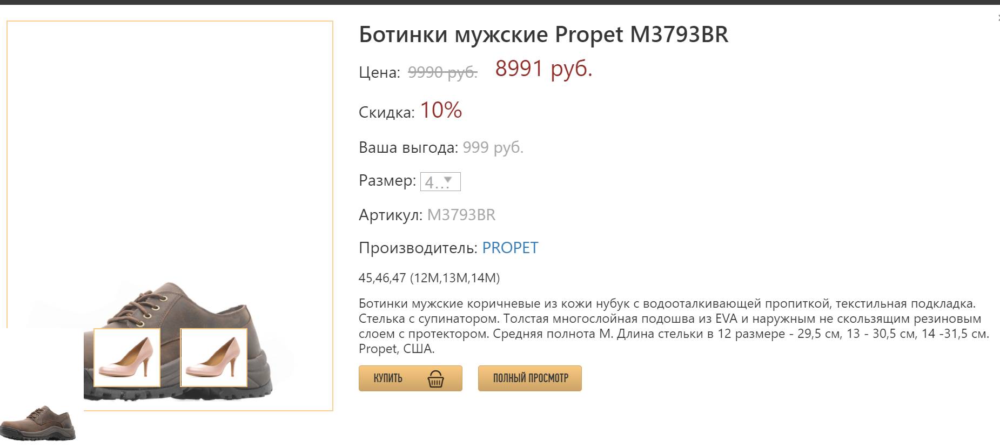 Ботинки мужские Propet M3793BR
Цена: 9990 руб. 8991 руб.
Скидка: 10%
Ваша выгода: 999 руб.
Размер: 4...
Артикул: M3793BR
Производитель: PROPET
45,46,47 (12M,13M,14M)
Ботинки мужские коричневые из кожи нубук с водооталкивающей пропиткой, текстильная подкладка.
Стелька с супинатором. Толстая многослойная подошва из EVA и наружным не скользящим резиновым
слоем с протектором. Средняя полнота М. Длина стельки в 12 размере - 29,5 см, 13 - 30,5 см, 14 -31,5 см.
Propet, США.
КУПИТЬ
ПОЛНЫЙ ПРОСМОТР